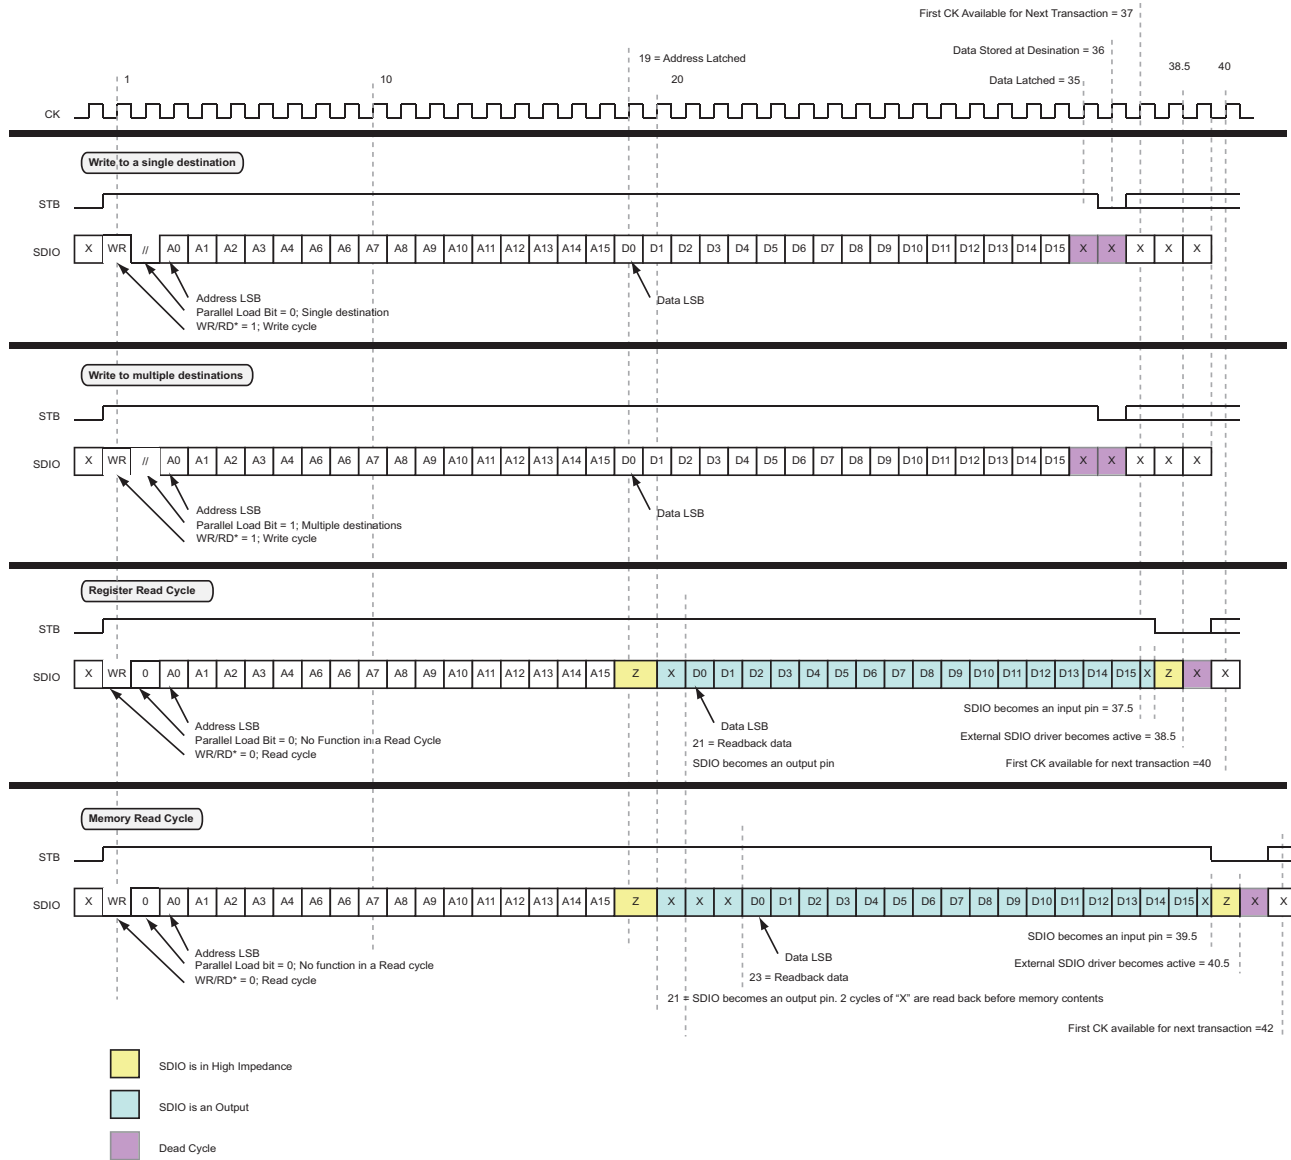 First CK Available for Next Transaction = 37
Data Stored at Desination = 36
19 = Address Latched
38.5 40
1 10 20 Data Latched = 35
CK
Write to a single destination
STB
SDIO X WR // A0 A1 A2 A3 A4 A6 A6 A7 A8 A9 A10 A11 A12 A13 A14 A15 D0 D1 D2 D3 D4 D5 D6 D7 D8 D9 D10 D11 D12 D13 D14 D15 X X X X X
Address LSB Data LSB
Parallel Load Bit = 0; Single destination
WR/RD* = 1; Write cycle
Write to multiple destinations
STB
SDIO X WR // A0 A1 A2 A3 A4 A6 A6 A7 A8 A9 A10 A11 A12 A13 A14 A15 D0 D1 D2 D3 D4 D5 D6 D7 D8 D9 D10 D11 D12 D13 D14 D15 X X X X X
Address LSB Data LSB
Parallel Load Bit = 1; Multiple destinations
WR/RD* = 1; Write cycle
Register Read Cycle
STB
SDIO X WR 0 A0 A1 A2 A3 A4 A6 A6 A7 A8 A9 A10 A11 A12 A13 A14 A15 Z X D0 D1 D2 D3 D4 D5 D6 D7 D8 D9 D10 D11 D12 D13 D14 D15 X Z X X
SDIO becomes an input pin = 37.5
Address LSB Data LSB
Parallel Load Bit = 0; No Function in a Read Cycle 21 = Readback data External SDIO driver becomes active = 38.5
WR/RD* = 0; Read cycle
SDIO becomes an output pin First CK available for next transaction =40
Memory Read Cycle
STB
SDIO X WR 0 A0 A1 A2 A3 A4 A6 A6 A7 A8 A9 A10 A11 A12 A13 A14 A15 Z X X X D0 D1 D2 D3 D4 D5 D6 D7 D8 D9 D10 D11 D12 D13 D14 D15 X Z X X
SDIO becomes an input pin = 39.5
Address LSB Data LSB
Parallel Load bit = 0; No function in a Read cycle External SDIO driver becomes active = 40.5
WR/RD* = 0; Read cycle 23 = Readback data
21 = SDIO becomes an output pin. 2 cycles of “X” are read back before memory contents
First CK available for next transaction =42
SDIO is in High Impedance
SDIO is an Output
Dead Cycle